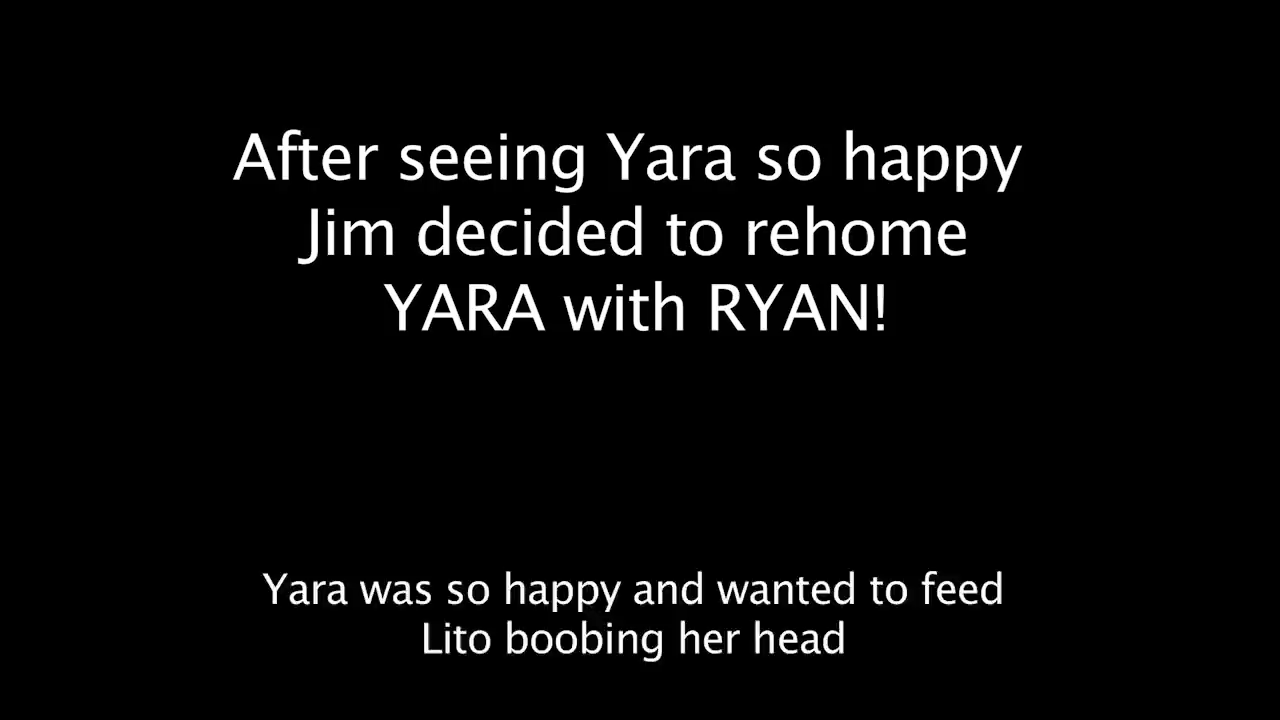 After seeing Yara so happy
Jim decided to rehome
YARA with RYAN!
Yara was so happy and wanted to feed
Lito boobing her head